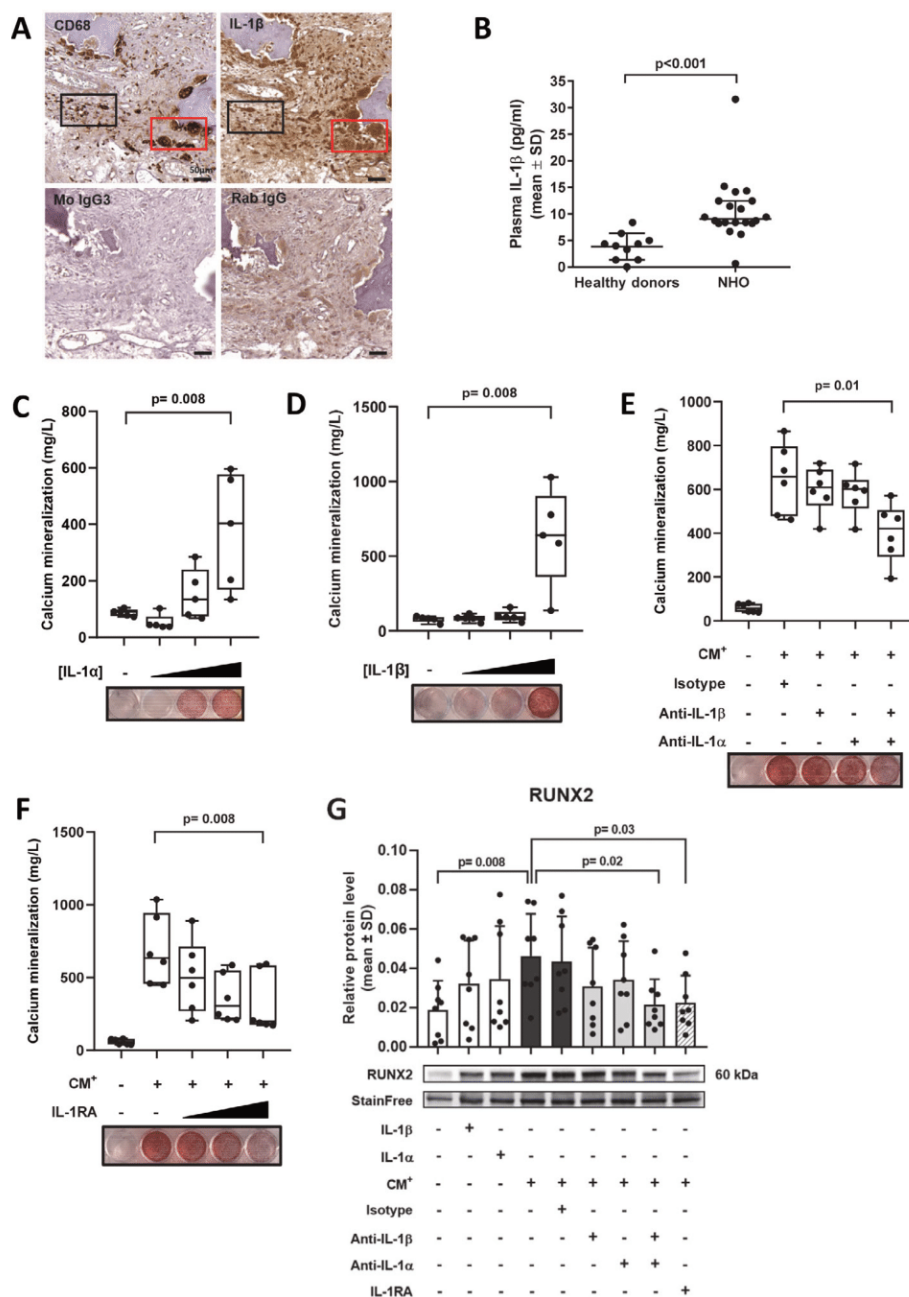 A
CD68
IL-1β
50μm
Mo IgG3
Rab IgG
B
p<0.001
Plasma IL-1β (pg/ml)
(mean ± SD)
35
30
25
20
15
10
5
0
Healthy donors
NHO
C
p= 0.008
Calcium mineralization (mg/L)
800
600
400
200
0
[IL-1α]
-
D
p= 0.008
Calcium mineralization (mg/L)
1500
1000
500
0
[IL-1β]
-
E
p= 0.01
Calcium mineralization (mg/L)
1000
800
600
400
200
0
CM⁺ - + + + +
Isotype - + - - -
Anti-IL-1β - - + - +
Anti-IL-1α - - - + +
F
p= 0.008
Calcium mineralization (mg/L)
1500
1000
500
0
CM⁺ - + + + +
IL-1RA - -
G
RUNX2
p= 0.03
p= 0.008
p= 0.02
Relative protein level
(mean ± SD)
0.10
0.08
0.06
0.04
0.02
0.00
RUNX2
60 kDa
StainFree
IL-1β - + - - - - - - -
IL-1α - - + - - - - - -
CM⁺ - - - + + + + + +
Isotype - - - - + - - - -
Anti-IL-1β - - - - - + - + -
Anti-IL-1α - - - - - - + + -
IL-1RA - - - - - - - - +